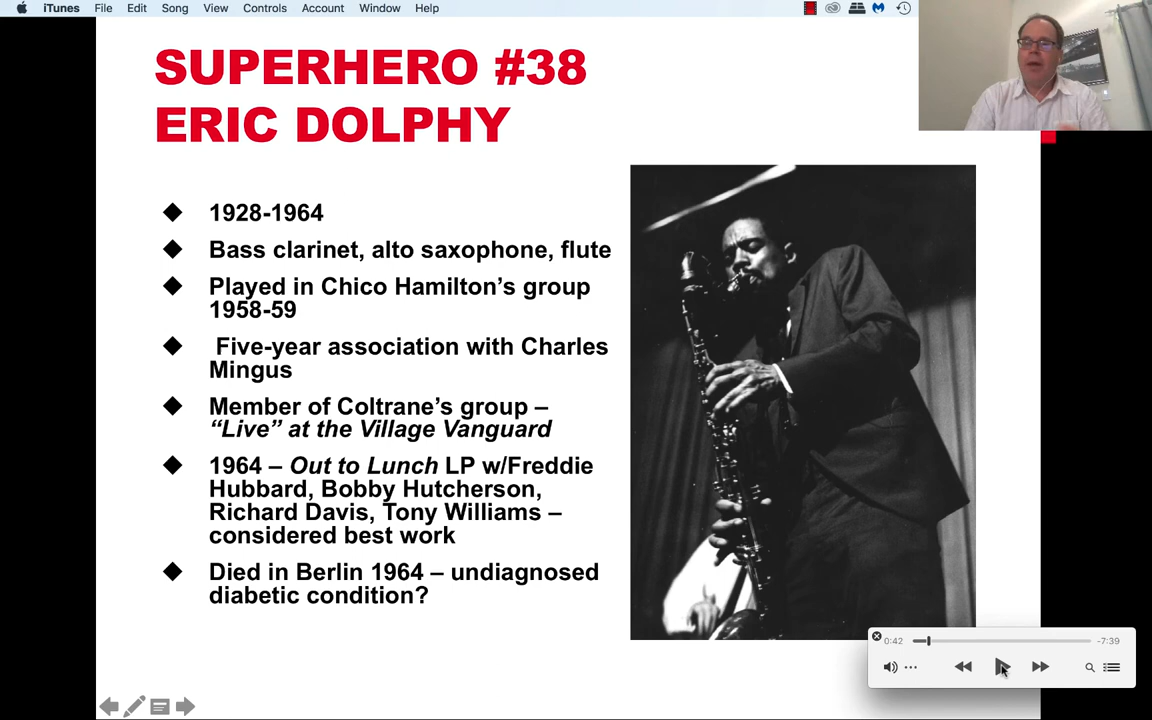 iTunes File Edit Song View Controls Account Window Help
SUPERHERO #38
ERIC DOLPHY
1928-1964
Bass clarinet, alto saxophone, flute
Played in Chico Hamilton’s group
1958-59
Five-year association with Charles
Mingus
Member of Coltrane’s group –
“Live” at the Village Vanguard
1964 – Out to Lunch LP w/Freddie
Hubbard, Bobby Hutcherson,
Richard Davis, Tony Williams –
considered best work
Died in Berlin 1964 – undiagnosed
diabetic condition?
0:42 -7:39